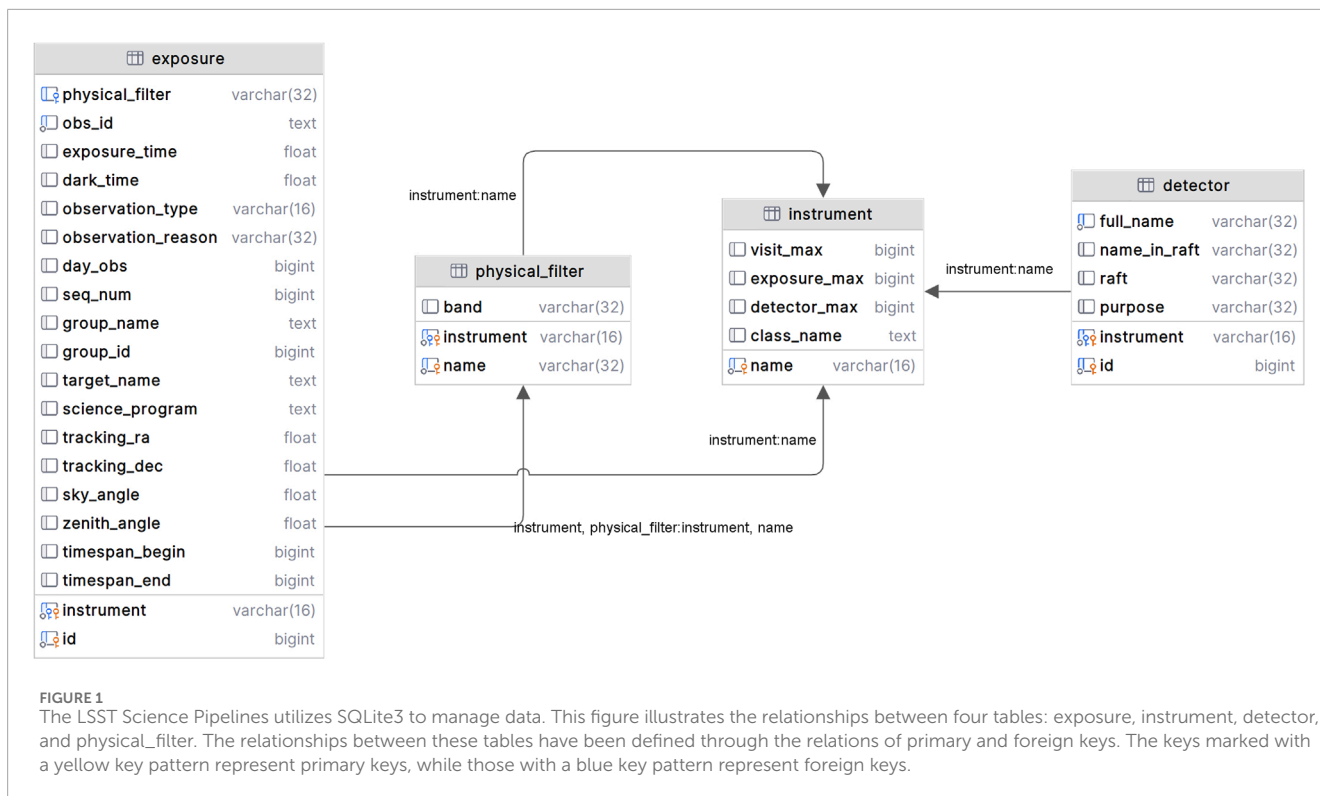 exposure
physical_filter varchar(32)
obs_id text
exposure_time float
dark_time float
observation_type varchar(16)
observation_reason varchar(32)
day_obs bigint
seq_num bigint
group_name text
group_id bigint
target_name text
science_program text
tracking_ra float
tracking_dec float
sky_angle float
zenith_angle float
timespan_begin bigint
timespan_end bigint
instrument varchar(16)
id bigint
instrument:name
physical_filter
band varchar(32)
instrument varchar(16)
name varchar(32)
instrument
visit_max bigint
exposure_max bigint
detector_max bigint
class_name text
name varchar(16)
instrument:name
detector
full_name varchar(32)
name_in_raft varchar(32)
raft varchar(32)
purpose varchar(32)
instrument varchar(16)
id bigint
instrument:name
instrument, physical_filter:instrument, name
FIGURE 1
The LSST Science Pipelines utilizes SQLite3 to manage data. This figure illustrates the relationships between four tables: exposure, instrument, detector,
and physical_filter. The relationships between these tables have been defined through the relations of primary and foreign keys. The keys marked with
a yellow key pattern represent primary keys, while those with a blue key pattern represent foreign keys.